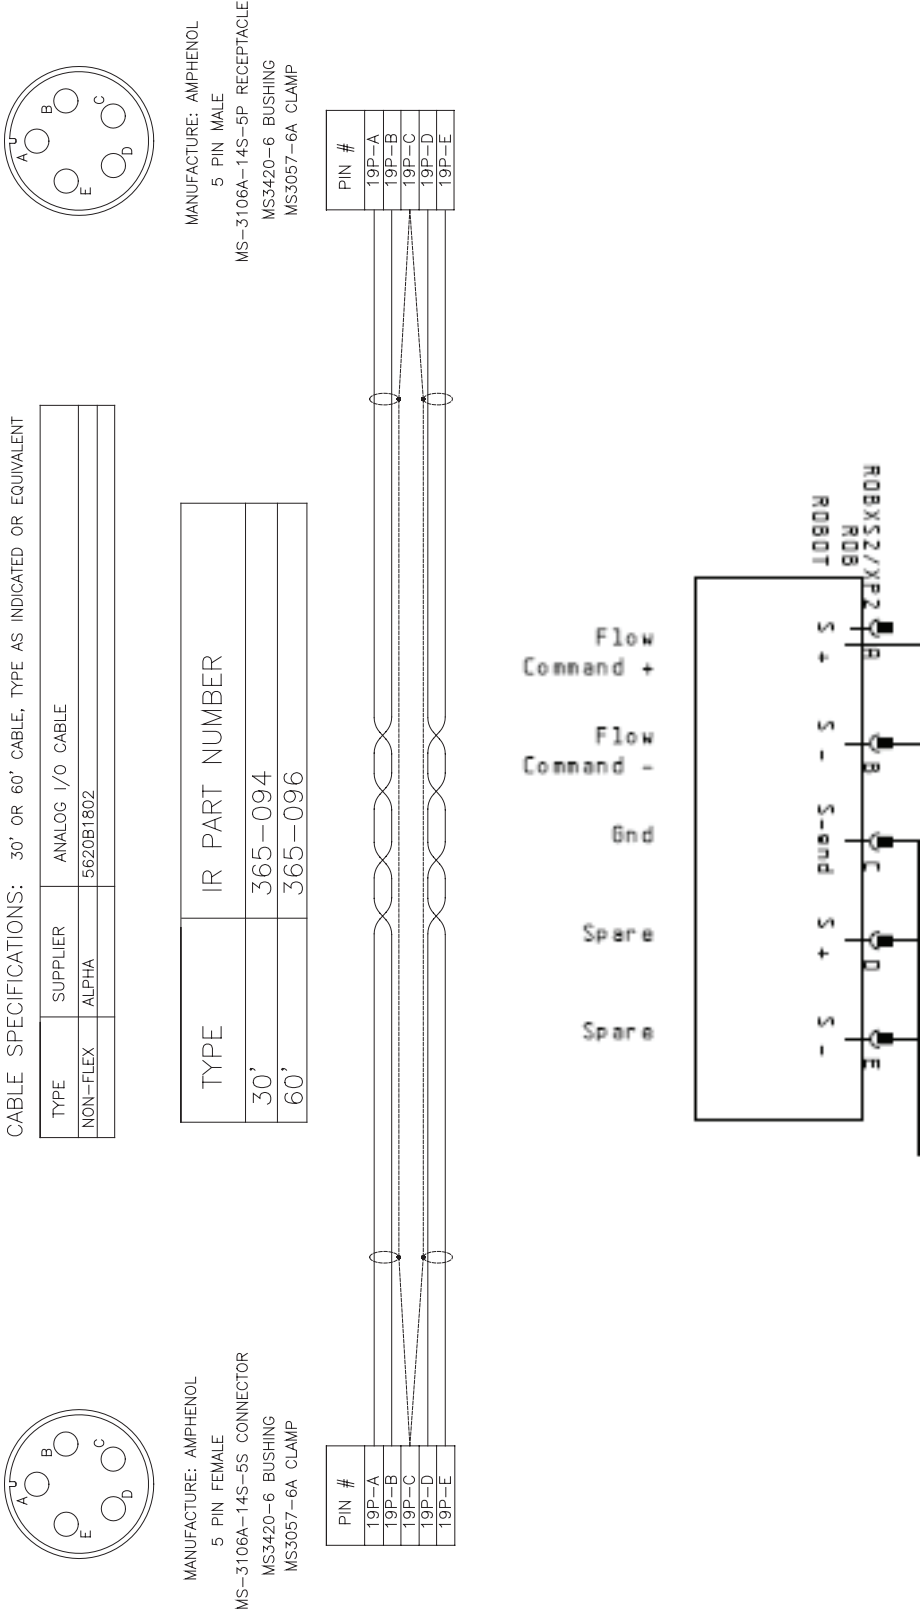 CABLE SPECIFICATIONS: 30' OR 60' CABLE, TYPE AS INDICATED OR EQUIVALENT
TYPE SUPPLIER ANALOG I/O CABLE
NON-FLEX ALPHA 5620B1802
TYPE IR PART NUMBER
30' 365-094
60' 365-096
A
B
C
D
E
MANUFACTURE: AMPHENOL
5 PIN FEMALE
MS-3106A-14S-5S CONNECTOR
MS3420-6 BUSHING
MS3057-6A CLAMP
PIN #
19P-A
19P-B
19P-C
19P-D
19P-E
A
B
C
D
E
MANUFACTURE: AMPHENOL
5 PIN MALE
MS-3106A-14S-5P RECEPTACLE
MS3420-6 BUSHING
MS3057-6A CLAMP
PIN #
19P-A
19P-B
19P-C
19P-D
19P-E
ROBXS2/XP2
ROB
ROBOT
Flow
Command +
S +
A
Flow
Command -
S -
B
Gnd
S-gnd
C
Spare
S +
D
Spare
S -
E